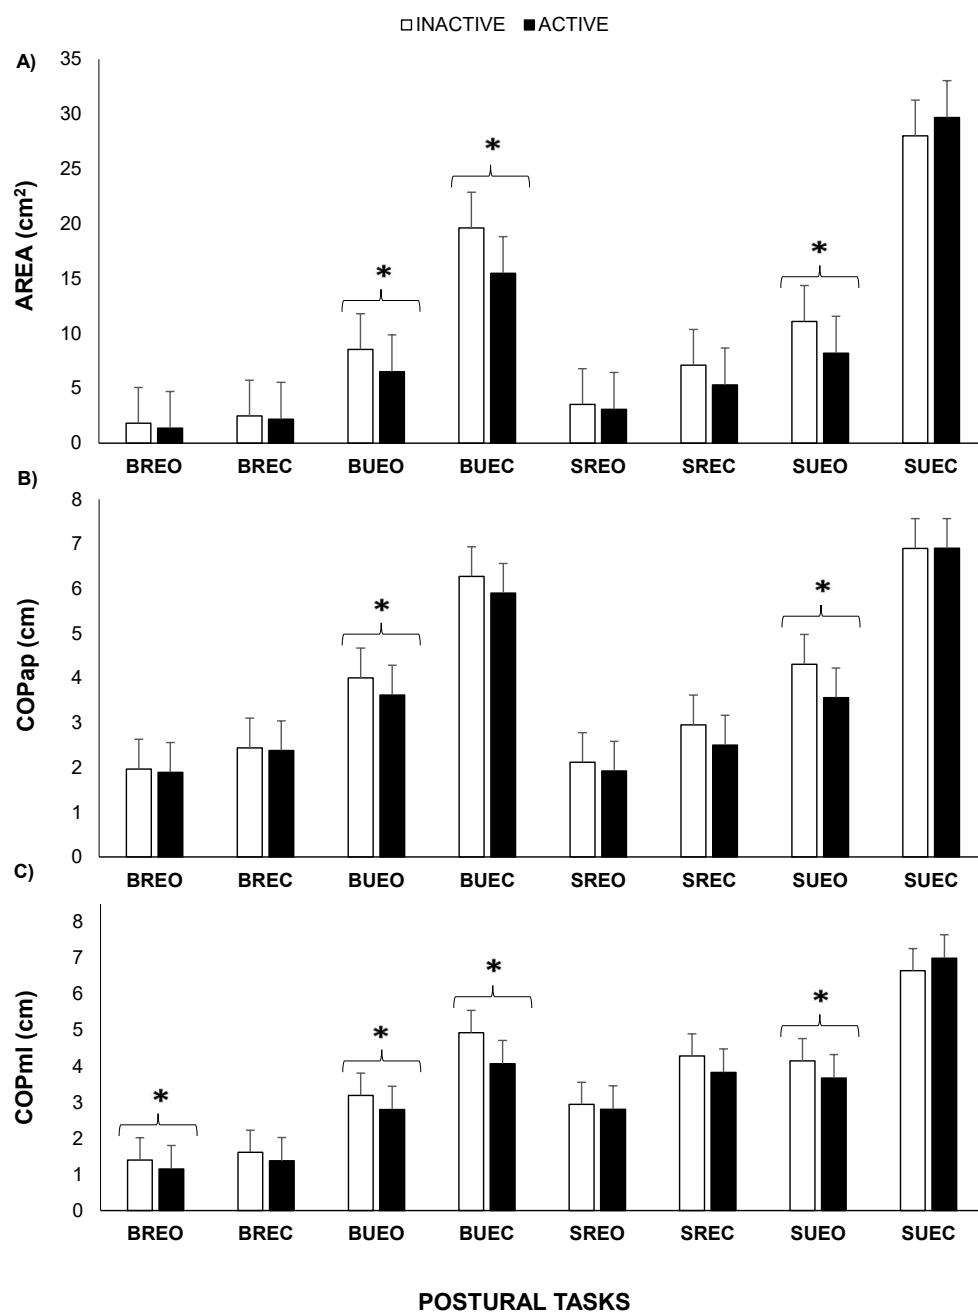 INACTIVE ACTIVE
A)
AREA (cm²)
35
30
25
20
15
10
5
0
* * *
BREO BREC BUEO BUEC SREO SREC SUEO SUEC
B)
COPap (cm)
8
7
6
5
4
3
2
1
0
* *
BREO BREC BUEO BUEC SREO SREC SUEO SUEC
C)
COPml (cm)
8
7
6
5
4
3
2
1
0
* * * *
BREO BREC BUEO BUEC SREO SREC SUEO SUEC
POSTURAL TASKS